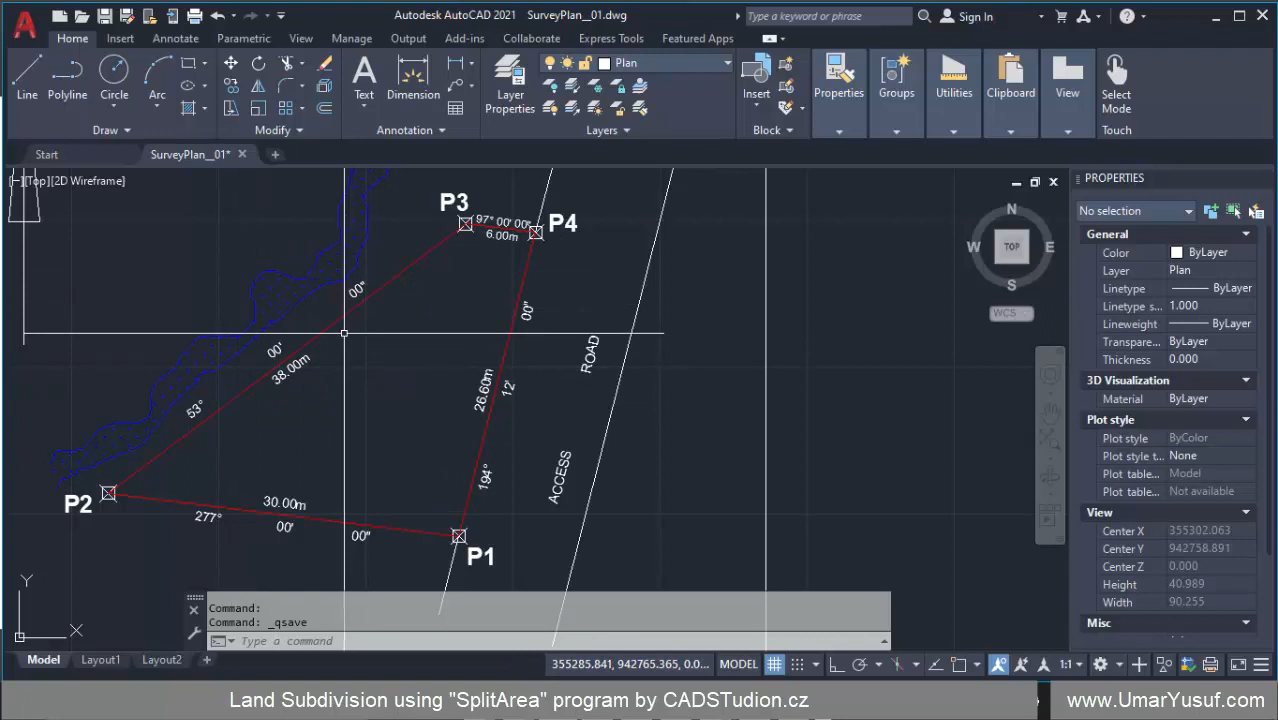 Autodesk AutoCAD 2021 SurveyPlan__01.dwg
Type a keyword or phrase
Sign In
Home Insert Annotate Parametric View Manage Output Add-ins Collaborate Express Tools Featured Apps
Line Polyline Circle Arc
Text Dimension
Layer
Properties
Plan
Insert
Properties Groups Utilities Clipboard View
Select
Mode
Draw Modify Annotation Layers Block Touch
Start SurveyPlan__01*
[−][Top][2D Wireframe]
P3
97° 00' 00"
6.00m
P4
00"
00"
00'
38.00m
53°
26.60m
12'
194°
ROAD
ACCESS
P2
30.00m
277°
00'
00"
P1
N
W TOP E
S
WCS
Y
X
PROPERTIES
No selection
General
Color ByLayer
Layer Plan
Linetype ByLayer
Linetype s... 1.000
Lineweight ByLayer
Transpare... ByLayer
Thickness 0.000
3D Visualization
Material ByLayer
Plot style
Plot style ByColor
Plot style t... None
Plot table... Model
Plot table... Not available
View
Center X 355302.063
Center Y 942758.891
Center Z 0.000
Height 40.989
Width 90.255
Misc
Command:
Command: _qsave
Type a command
Model Layout1 Layout2 +
355285.841, 942765.365, 0.0... MODEL 1:1
Land Subdivision using "SplitArea" program by CADSTudion.cz
www.UmarYusuf.com